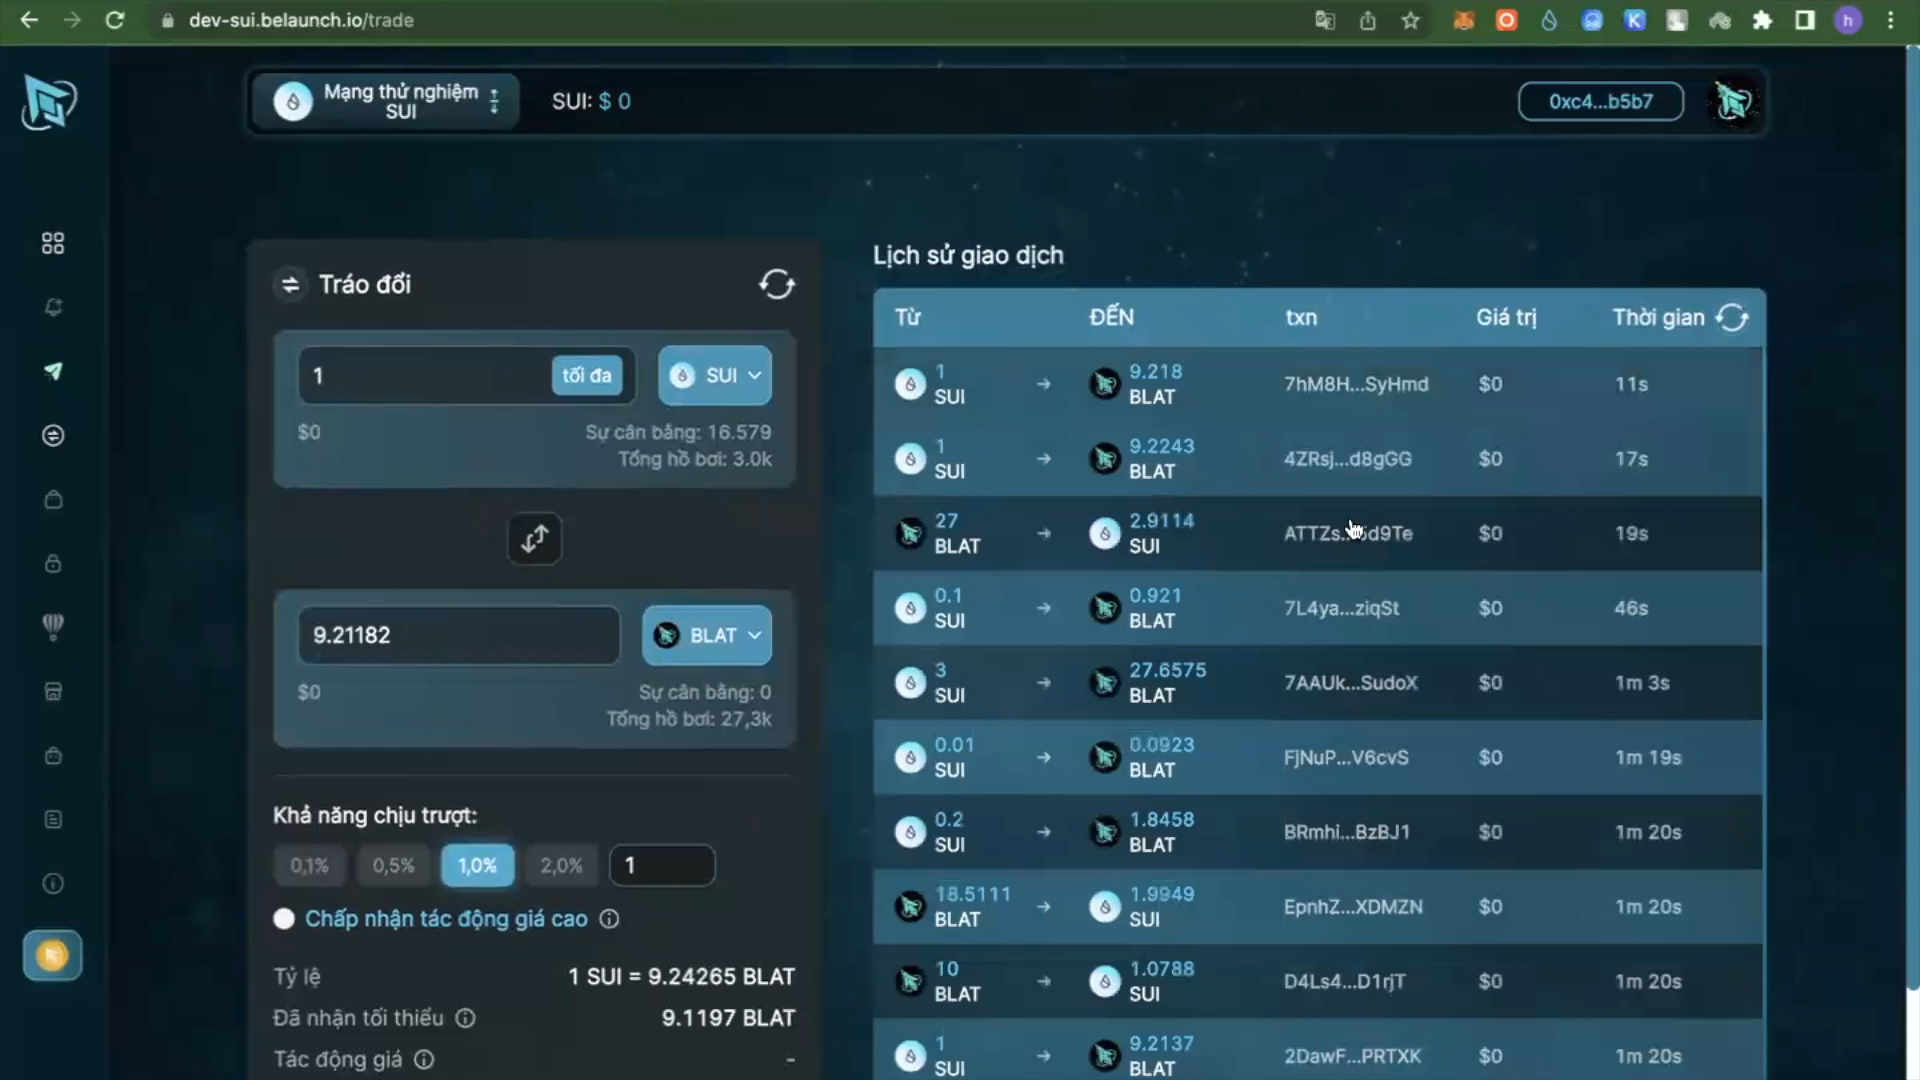 dev-sui.belaunch.io/trade
K
h
Mạng thử nghiệm
SUI
SUI: $ 0
0xc4...b5b7
Tráo đổi
1
tối đa
SUI
$0
Sự cân bằng: 16.579
Tổng hồ bơi: 3.0k
9.21182
BLAT
$0
Sự cân bằng: 0
Tổng hồ bơi: 27,3k
Khả năng chịu trượt:
0,1%
0,5%
1,0%
2,0%
1
Chấp nhận tác động giá cao
Tỷ lệ
1 SUI = 9.24265 BLAT
Đã nhận tối thiểu
9.1197 BLAT
Tác động giá
-
Lịch sử giao dịch
Từ ĐẾN txn Giá trị Thời gian
1 SUI → 9.218 BLAT 7hM8H...SyHmd $0 11s
1 SUI → 9.2243 BLAT 4ZRsj...d8gGG $0 17s
27 BLAT → 2.9114 SUI $0 19s
0.1 SUI → 0.921 BLAT 7L4ya...ziqSt $0 46s
3 SUI → 27.6575 BLAT 7AAUk...SudoX $0 1m 3s
0.01 SUI → 0.0923 BLAT FjNuP...V6cvS $0 1m 19s
0.2 SUI → 1.8458 BLAT BRmhi...BzBJ1 $0 1m 20s
18.5111 BLAT → 1.9949 SUI EpnhZ...XDMZN $0 1m 20s
10 BLAT → 1.0788 SUI D4Ls4...D1rjT $0 1m 20s
1 SUI → 9.2137 BLAT 2DawF...PRTXK $0 1m 20s